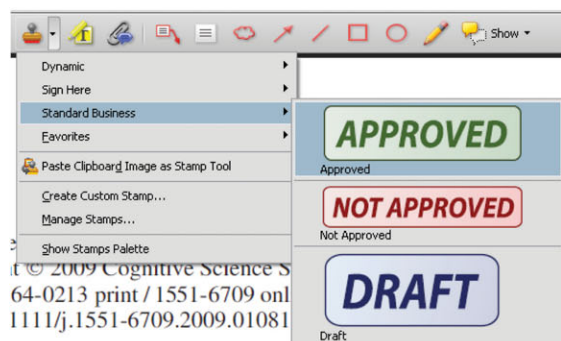 T
Show
Dynamic
Sign Here
Standard Business
Favorites
Paste Clipboard Image as Stamp Tool
Create Custom Stamp...
Manage Stamps...
Show Stamps Palette
APPROVED
Approved
NOT APPROVED
Not Approved
DRAFT
Draft
© 2009 Cognitive Science S
64-0213 print / 1551-6709 onl
1111/j.1551-6709.2009.01081